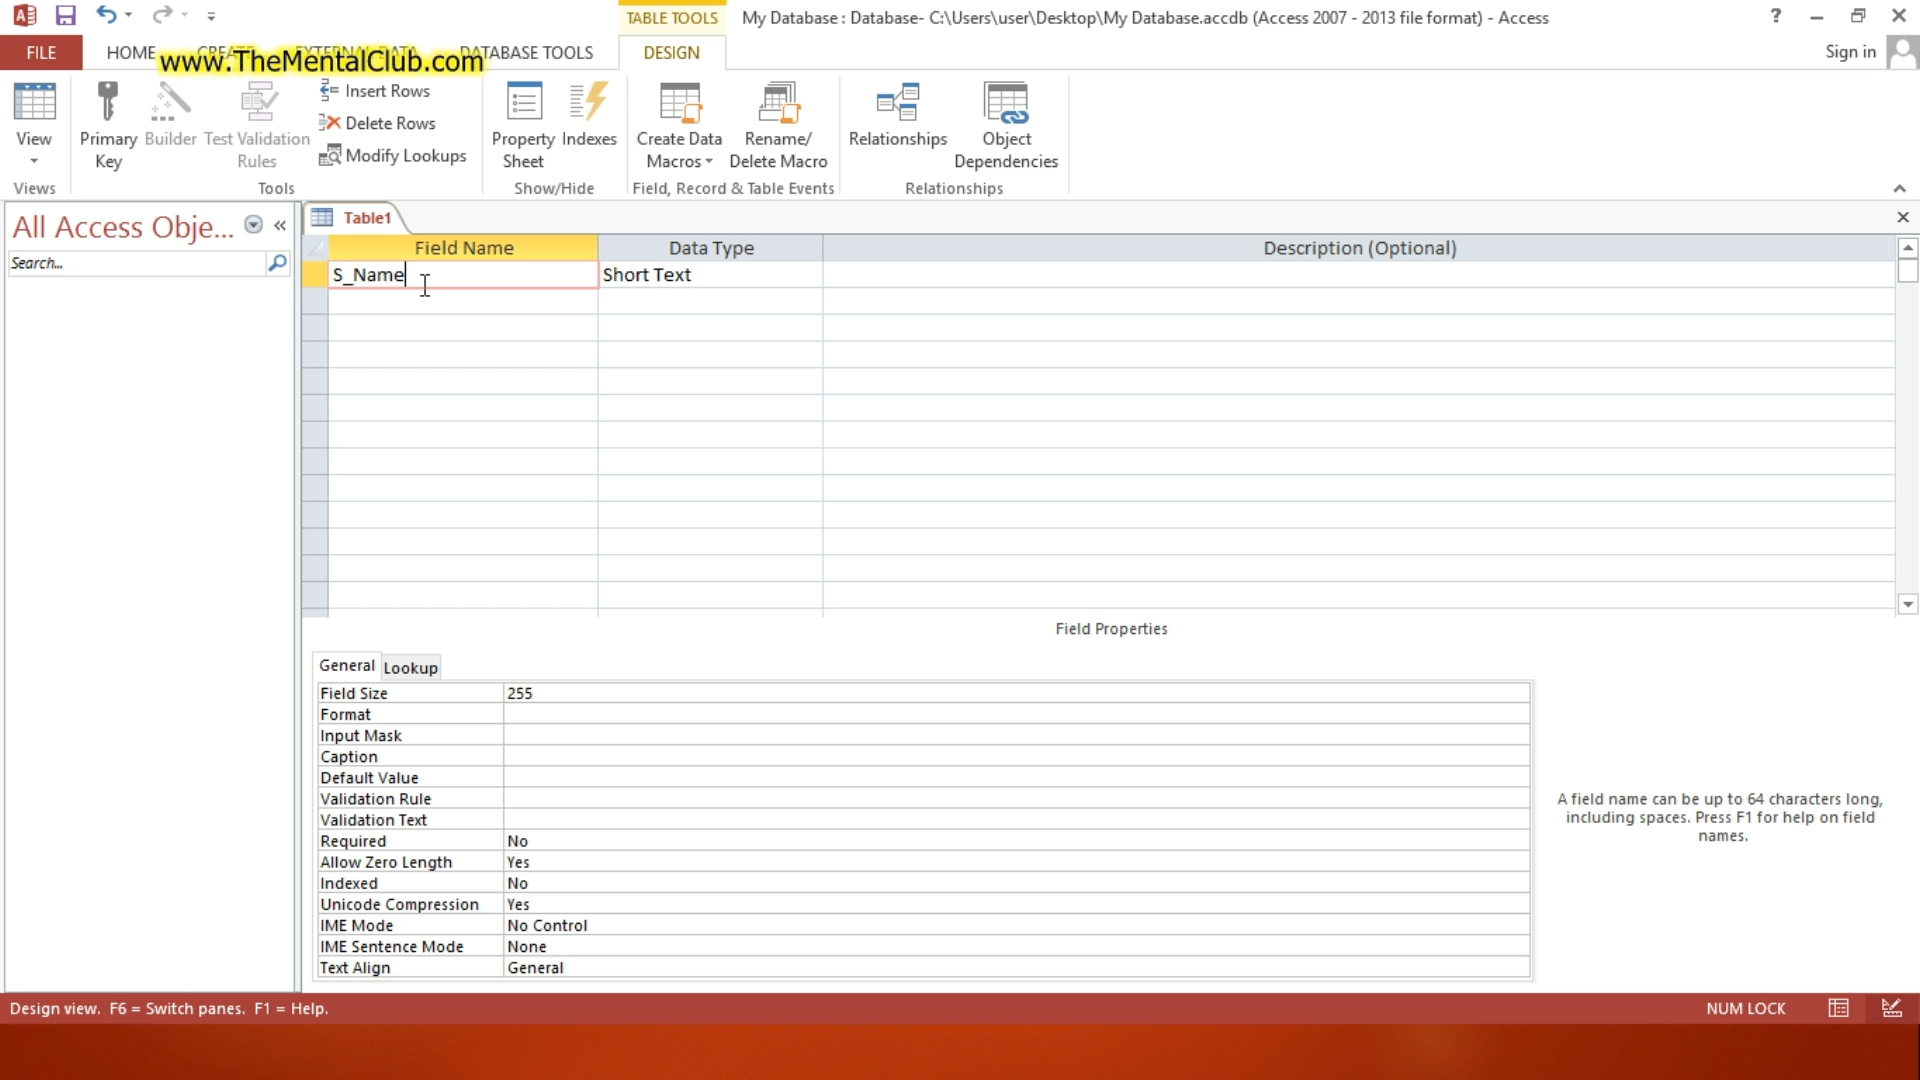 TABLE TOOLS
My Database : Database- C:\Users\user\Desktop\My Database.accdb (Access 2007 - 2013 file format) - Access
FILE
HOME
CREATE
EXTERNAL DATA
DATABASE TOOLS
DESIGN
Sign in
www.TheMentalClub.com
View
Primary Key
Builder
Test Validation Rules
Insert Rows
Delete Rows
Modify Lookups
Property Sheet
Indexes
Create Data Macros
Rename/ Delete Macro
Relationships
Object Dependencies
Views
Tools
Show/Hide
Field, Record & Table Events
Relationships
All Access Obje...
Search...
Table1
Field Name
Data Type
Description (Optional)
S_Name
Short Text
Field Properties
General
Lookup
Field Size 255
Format
Input Mask
Caption
Default Value
Validation Rule
Validation Text
Required No
Allow Zero Length Yes
Indexed No
Unicode Compression Yes
IME Mode No Control
IME Sentence Mode None
Text Align General
A field name can be up to 64 characters long,
including spaces. Press F1 for help on field
names.
Design view. F6 = Switch panes. F1 = Help.
NUM LOCK